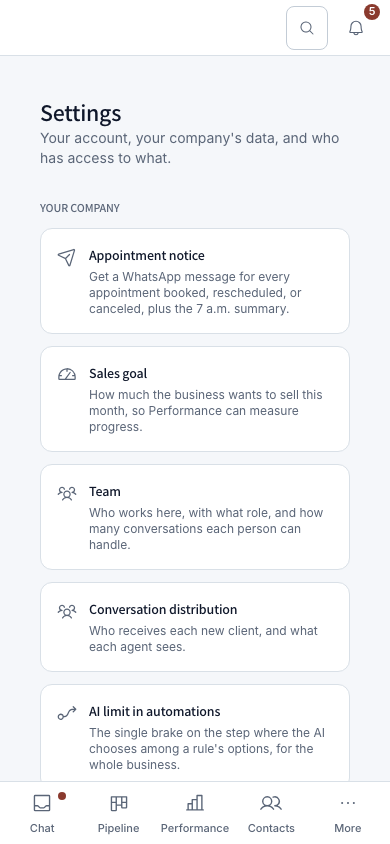 5
Settings
Your account, your company's data, and who
has access to what.
YOUR COMPANY
Appointment notice
Get a WhatsApp message for every
appointment booked, rescheduled, or
canceled, plus the 7 a.m. summary.
Sales goal
How much the business wants to sell this
month, so Performance can measure
progress.
Team
Who works here, with what role, and how
many conversations each person can
handle.
Conversation distribution
Who receives each new client, and what
each agent sees.
AI limit in automations
The single brake on the step where the AI
chooses among a rule's options, for the
whole business.
Chat
Pipeline
Performance
Contacts
More